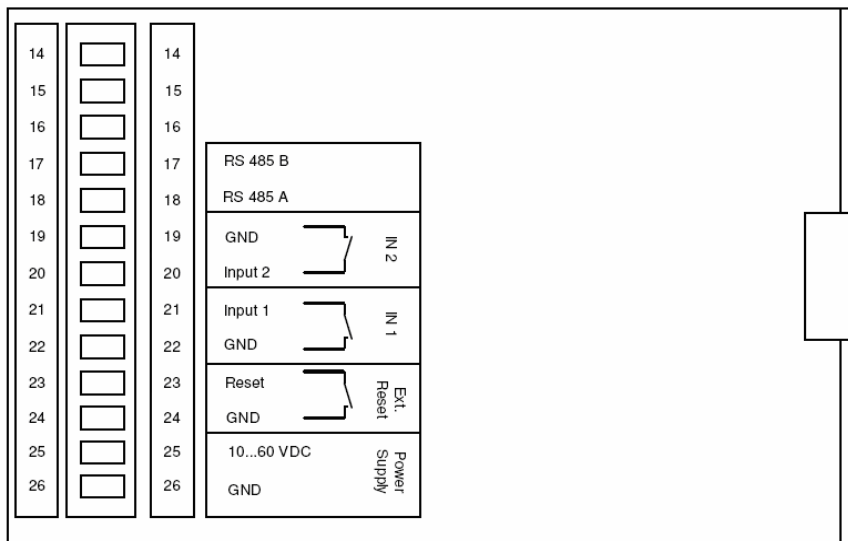 14 14
15 15
16 16
17 17 RS 485 B
18 18 RS 485 A
19 19 GND
IN 2
20 20 Input 2
21 21 Input 1
IN 1
22 22 GND
23 23 Reset
Ext.
Reset
24 24 GND
25 25 10...60 VDC
Power
Supply
26 26 GND